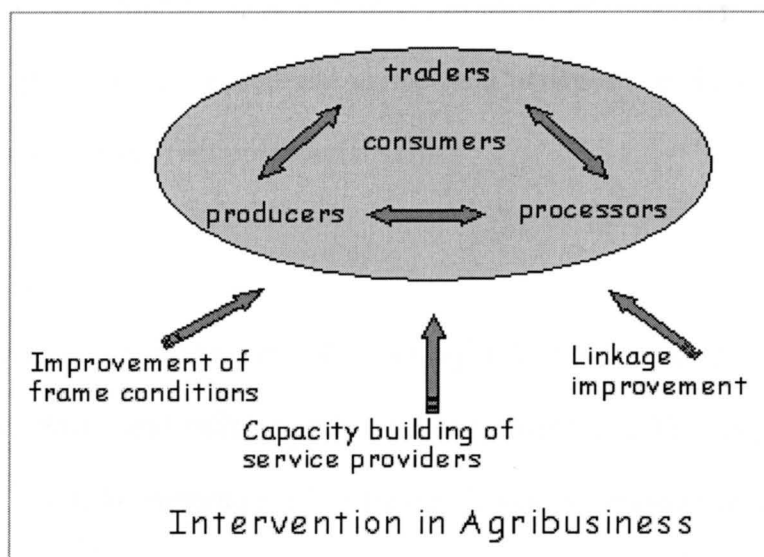 traders
consumers
producers
processors
Improvement of
frame conditions
Linkage
improvement
Capacity building of
service providers
Intervention in Agribusiness